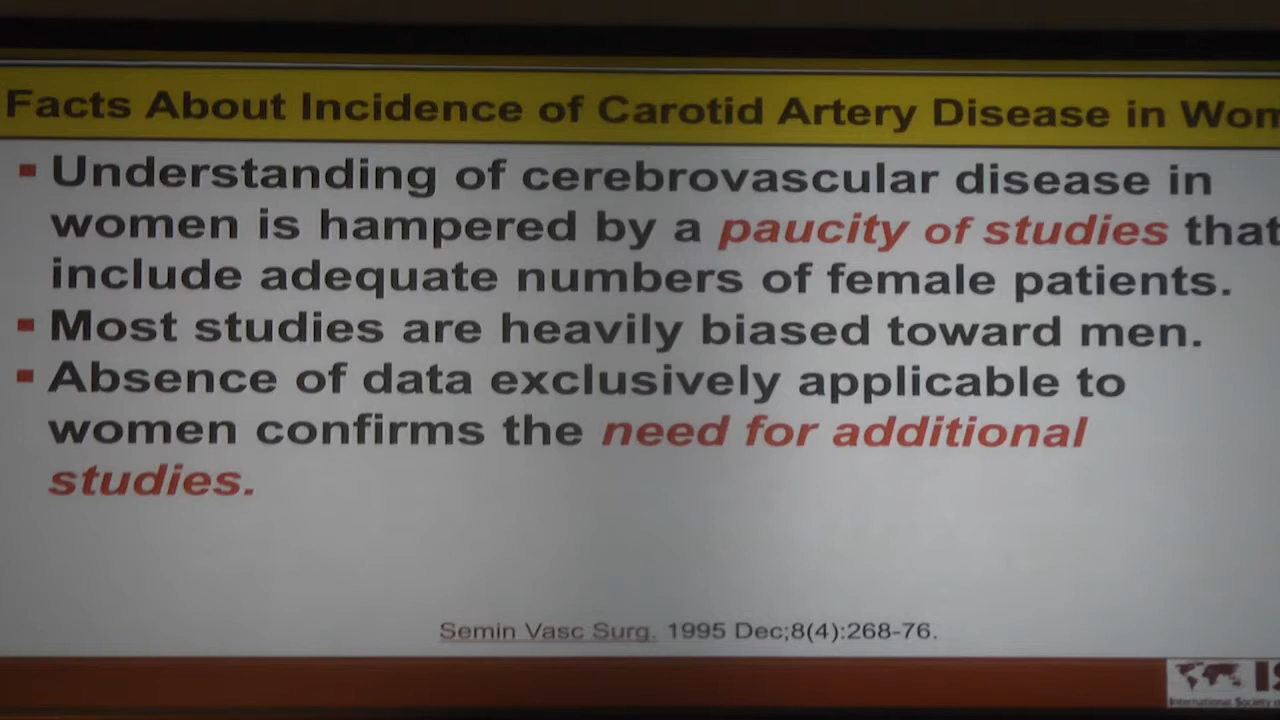 Facts About Incidence of Carotid Artery Disease in
▪ Understanding of cerebrovascular disease in
women is hampered by a paucity of studies that
include adequate numbers of female patients.
▪ Most studies are heavily biased toward men.
▪ Absence of data exclusively applicable to
women confirms the need for additional
studies.
Semin Vasc Surg. 1995 Dec;8(4):268-76.
International Society